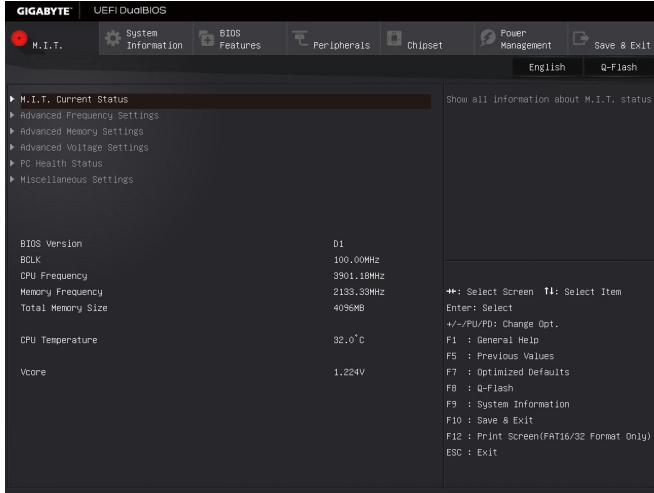 GIGABYTE™ UEFI DualBIOS
M.I.T.
System Information
BIOS Features
Peripherals
Chipset
Power Management
Save & Exit
English Q-Flash
M.I.T. Current Status
Advanced Frequency Settings
Advanced Memory Settings
Advanced Voltage Settings
PC Health Status
Miscellaneous Settings
Show all information about M.I.T. status
BIOS Version D1
BCLK 100.00MHz
CPU Frequency 3901.18MHz
Memory Frequency 2133.33MHz
Total Memory Size 4096MB
CPU Temperature 32.0°C
Vcore 1.224V
→←: Select Screen ↑↓: Select Item
Enter: Select
+/-/PU/PD: Change Opt.
F1 : General Help
F5 : Previous Values
F7 : Optimized Defaults
F8 : Q-Flash
F9 : System Information
F10 : Save & Exit
F12 : Print Screen(FAT16/32 Format Only)
ESC : Exit